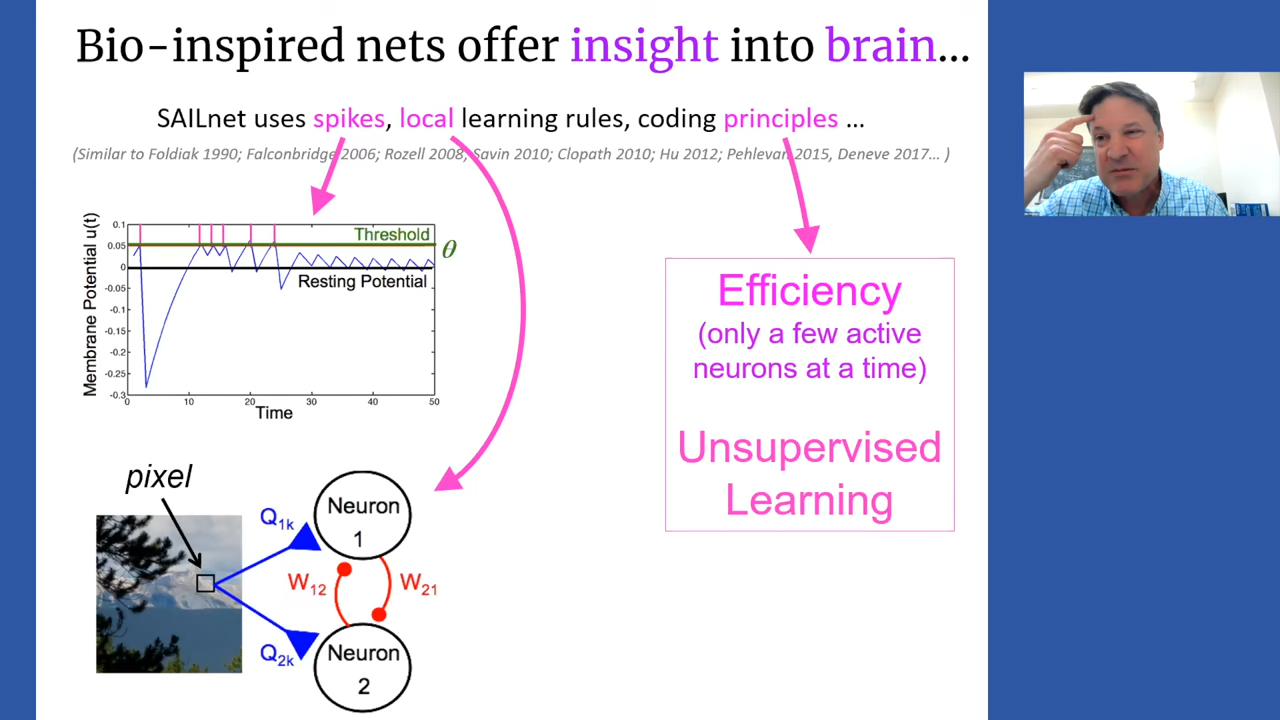 Bio-inspired nets offer insight into brain...
SAILnet uses spikes, local learning rules, coding principles ...
(Similar to Foldiak 1990; Falconbridge 2006; Rozell 2008; Savin 2010; Clopath 2010; Hu 2012; Pehlevan 2015, Deneve 2017... )
Membrane Potential u(t)
0.1
0.05
0
-0.05
-0.1
-0.15
-0.2
-0.25
-0.3
Threshold
θ
Resting Potential
0 10 20 30 40 50
Time
Efficiency
(only a few active
neurons at a time)
Unsupervised
Learning
pixel
Q1k
Neuron
1
W12
W21
Q2k
Neuron
2